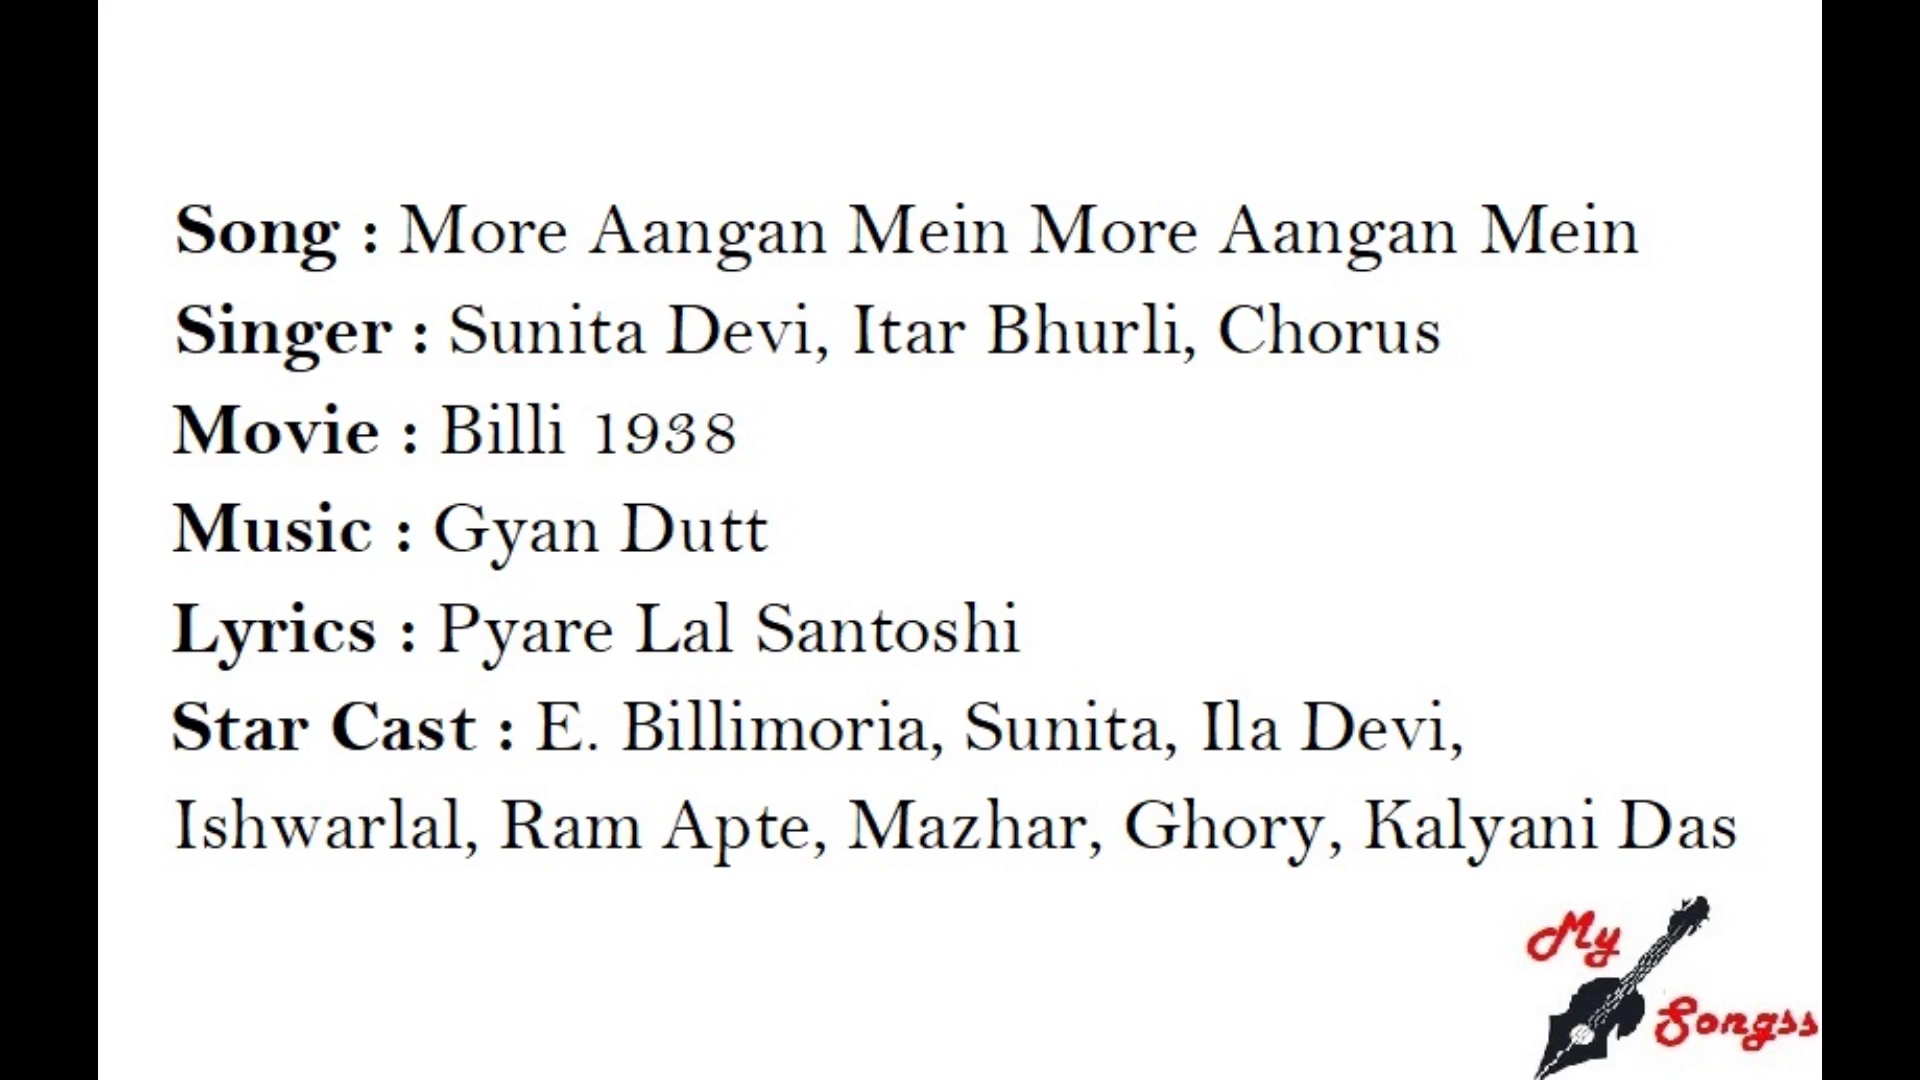 Song : More Aangan Mein More Aangan Mein
Singer : Sunita Devi, Itar Bhurli, Chorus
Movie : Billi 1938
Music : Gyan Dutt
Lyrics : Pyare Lal Santoshi
Star Cast : E. Billimoria, Sunita, Ila Devi,
Ishwarlal, Ram Apte, Mazhar, Ghory, Kalyani Das
My
Songss